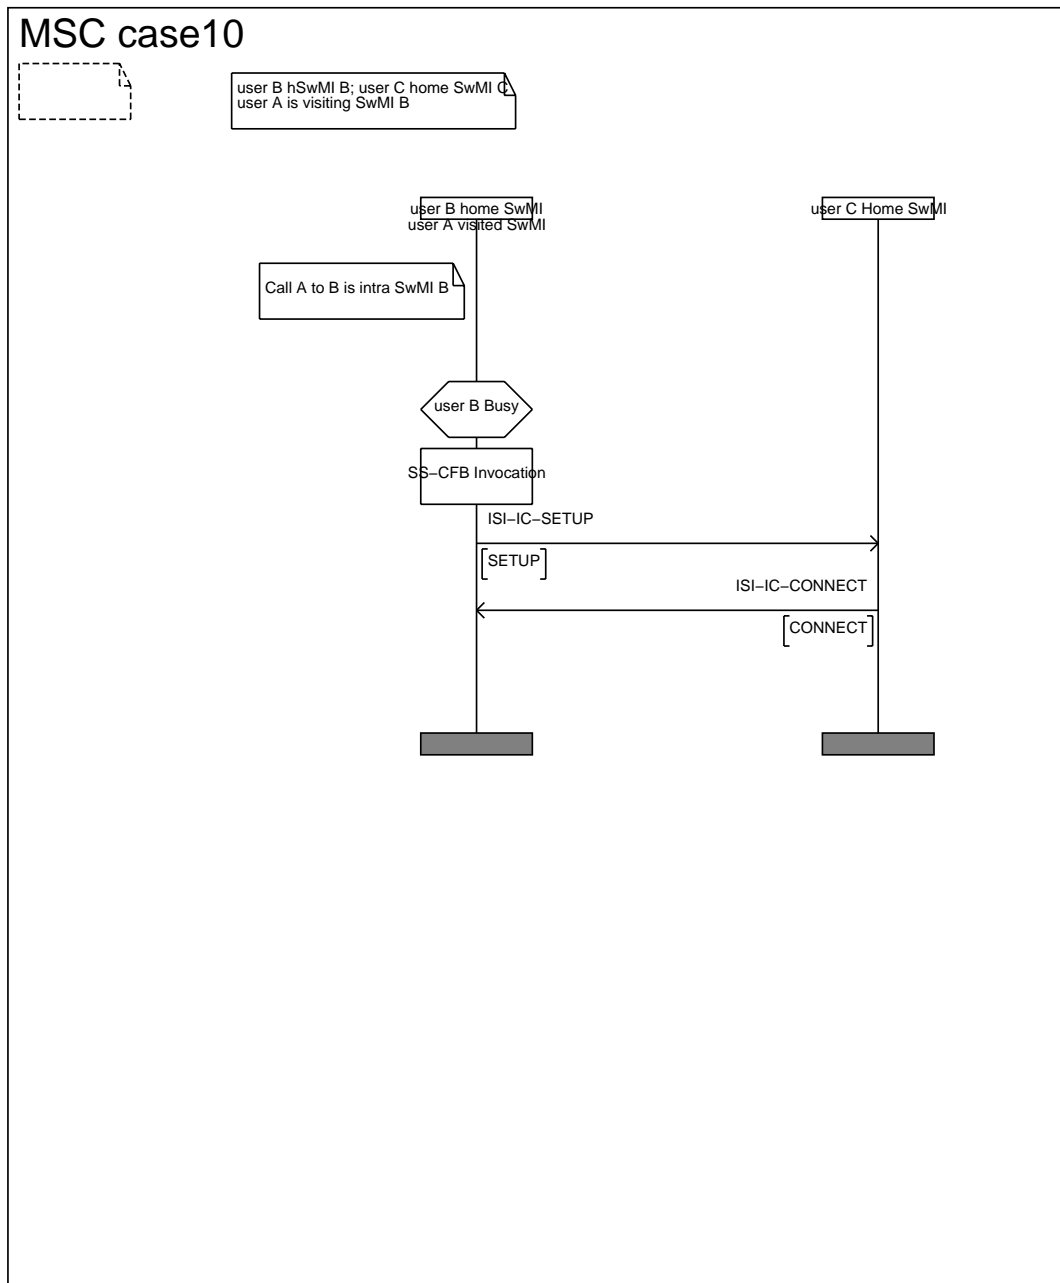 MSC case10
user B hSwMI B; user C home SwMI C
user A is visiting SwMI B
user B home SwMI
user A visited SwMI
user C Home SwMI
Call A to B is intra SwMI B
user B Busy
SS−CFB Invocation
ISI−IC−SETUP
SETUP
ISI−IC−CONNECT
CONNECT